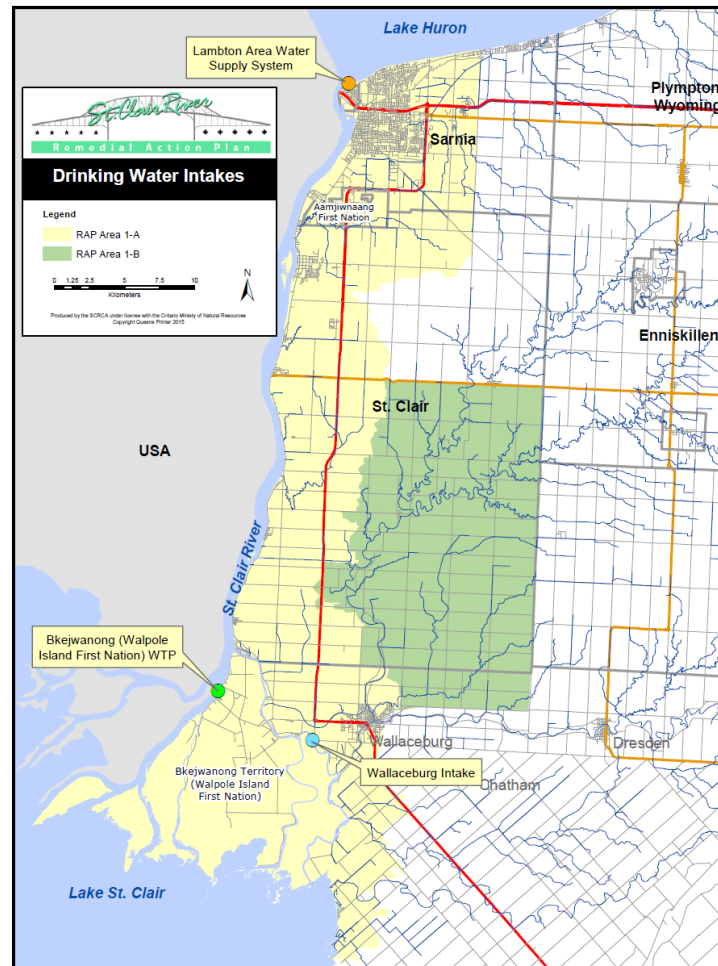 Lake Huron
Lambton Area Water
Supply System
Plympton
Wyoming
St. Clair River
Remedial Action Plan
Drinking Water Intakes
Sarnia
Legend
RAP Area 1-A
RAP Area 1-B
Aamjiwnaang
First Nation
0 1.25 2.5 5 7.5 10
Kilometers
N
Produced by the SCRCA under license with the Ontario Ministry of Natural Resources
Copyright Queens Printer 2015
Enniskillen
St. Clair
USA
St. Clair River
Bkejwanong (Walpole
Island First Nation) WTP
Wallaceburg
Dresden
Wallaceburg Intake
Bkejwanong Territory
(Walpole Island
First Nation)
Chatham
Lake St. Clair